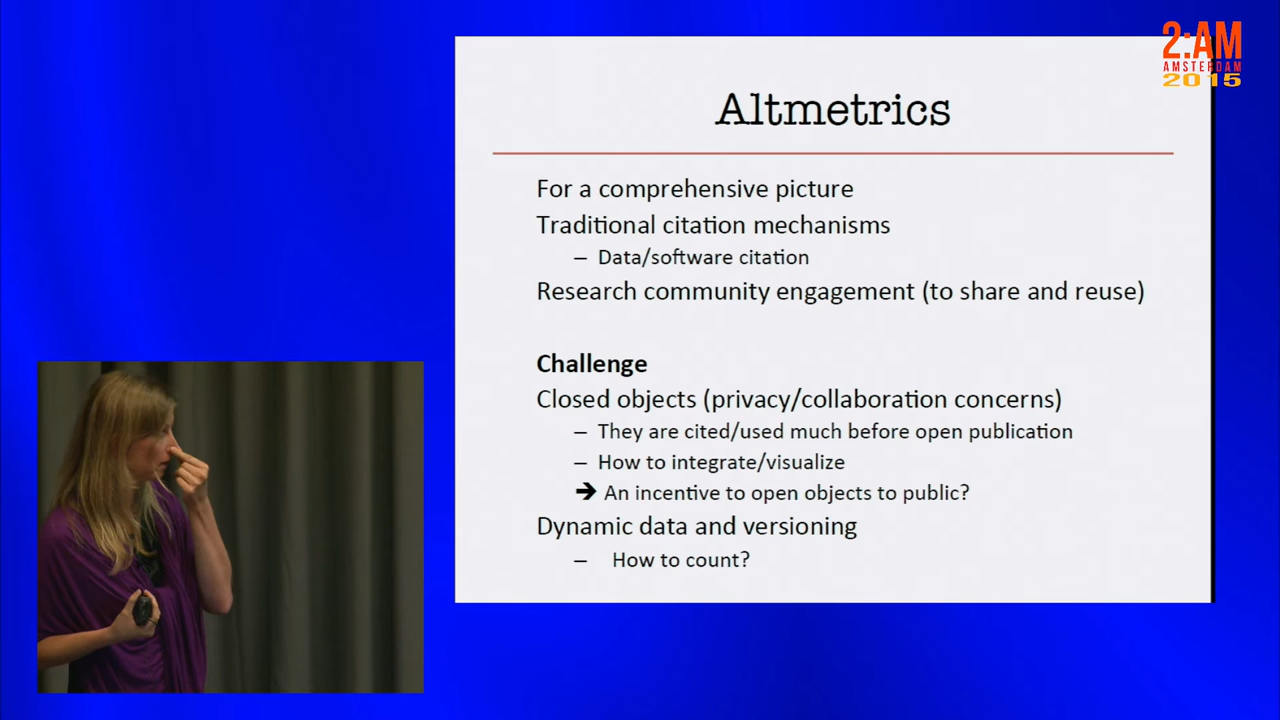 2:AM
AMSTERDAM
2015
Altmetrics
For a comprehensive picture
Traditional citation mechanisms
– Data/software citation
Research community engagement (to share and reuse)
Challenge
Closed objects (privacy/collaboration concerns)
– They are cited/used much before open publication
– How to integrate/visualize
➔ An incentive to open objects to public?
Dynamic data and versioning
– How to count?